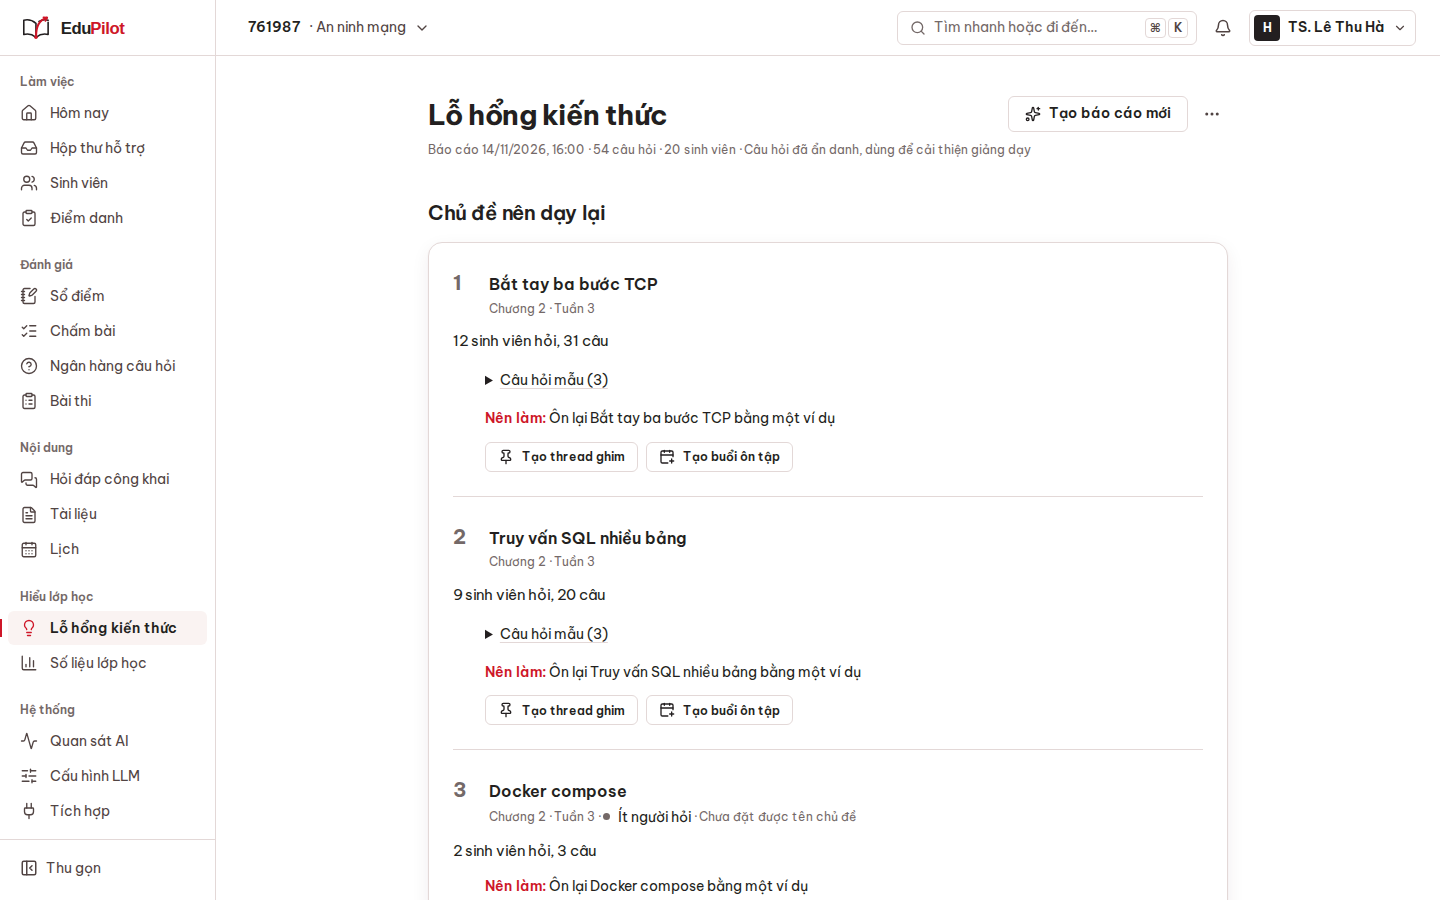 EduPilot
761987 · An ninh mạng
Tìm nhanh hoặc đi đến...
⌘ K
H TS. Lê Thu Hà
Làm việc
Hôm nay
Hộp thư hỗ trợ
Sinh viên
Điểm danh
Đánh giá
Sổ điểm
Chấm bài
Ngân hàng câu hỏi
Bài thi
Nội dung
Hỏi đáp công khai
Tài liệu
Lịch
Hiểu lớp học
Lỗ hổng kiến thức
Số liệu lớp học
Hệ thống
Quan sát AI
Cấu hình LLM
Tích hợp
Thu gọn
Lỗ hổng kiến thức
Tạo báo cáo mới
Báo cáo 14/11/2026, 16:00 · 54 câu hỏi · 20 sinh viên · Câu hỏi đã ẩn danh, dùng để cải thiện giảng dạy
Chủ đề nên dạy lại
1 Bắt tay ba bước TCP
Chương 2 · Tuần 3
12 sinh viên hỏi, 31 câu
Câu hỏi mẫu (3)
Nên làm: Ôn lại Bắt tay ba bước TCP bằng một ví dụ
Tạo thread ghim
Tạo buổi ôn tập
2 Truy vấn SQL nhiều bảng
Chương 2 · Tuần 3
9 sinh viên hỏi, 20 câu
Câu hỏi mẫu (3)
Nên làm: Ôn lại Truy vấn SQL nhiều bảng bằng một ví dụ
Tạo thread ghim
Tạo buổi ôn tập
3 Docker compose
Chương 2 · Tuần 3 · Ít người hỏi · Chưa đặt được tên chủ đề
2 sinh viên hỏi, 3 câu
Nên làm: Ôn lại Docker compose bằng một ví dụ